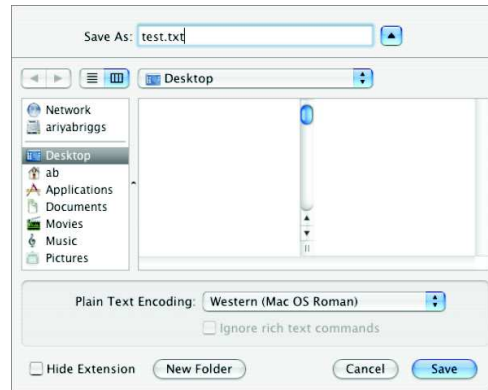 Save As: test.txt
Desktop
Network
ariyabriggs
Desktop
ab
Applications
Documents
Movies
Music
Pictures
Plain Text Encoding: Western (Mac OS Roman)
Ignore rich text commands
Hide Extension New Folder Cancel Save